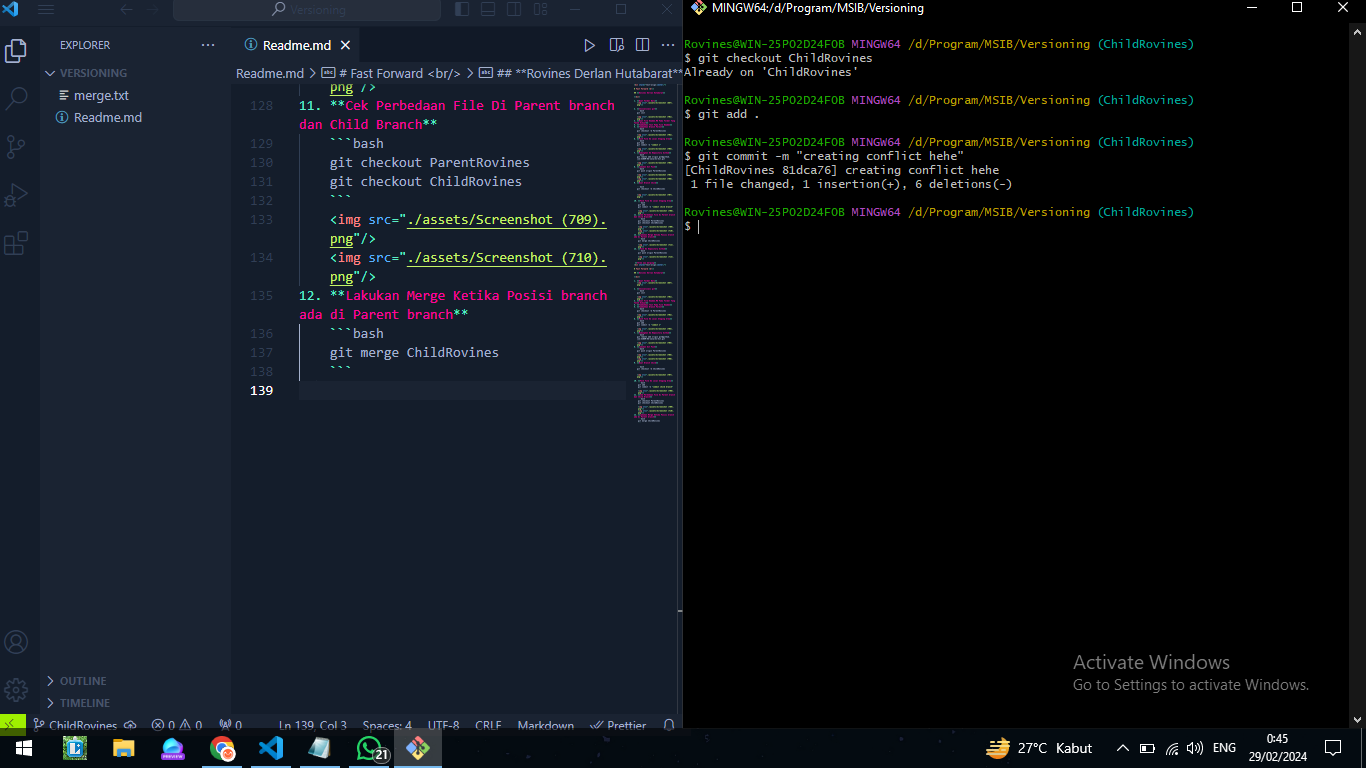 Versioning
EXPLORER
VERSIONING
merge.txt
Readme.md
OUTLINE
TIMELINE
Readme.md
Readme.md > # Fast Forward <br/> > ## **Rovines Derlan Hutabarat**
png"/>
128 11. **Cek Perbedaan File Di Parent branch
dan Child Branch**
129 ```bash
130 git checkout ParentRovines
131 git checkout ChildRovines
132 ```
133 <img src="./assets/Screenshot (709).
png"/>
134 <img src="./assets/Screenshot (710).
png"/>
135 12. **Lakukan Merge Ketika Posisi branch
ada di Parent branch**
136 ```bash
137 git merge ChildRovines
138 ```
139
ChildRovines 0 0 0 Ln 139, Col 3 Spaces: 4 UTF-8 CRLF Markdown Prettier
MINGW64:/d/Program/MSIB/Versioning
Rovines@WIN-25PO2D24FOB MINGW64 /d/Program/MSIB/Versioning (ChildRovines)
$ git checkout ChildRovines
Already on 'ChildRovines'
Rovines@WIN-25PO2D24FOB MINGW64 /d/Program/MSIB/Versioning (ChildRovines)
$ git add .
Rovines@WIN-25PO2D24FOB MINGW64 /d/Program/MSIB/Versioning (ChildRovines)
$ git commit -m "creating conflict hehe"
[ChildRovines 81dca76] creating conflict hehe
1 file changed, 1 insertion(+), 6 deletions(-)
Rovines@WIN-25PO2D24FOB MINGW64 /d/Program/MSIB/Versioning (ChildRovines)
$
Activate Windows
Go to Settings to activate Windows.
PREVIEW
21
27°C Kabut
ENG
0:45
29/02/2024